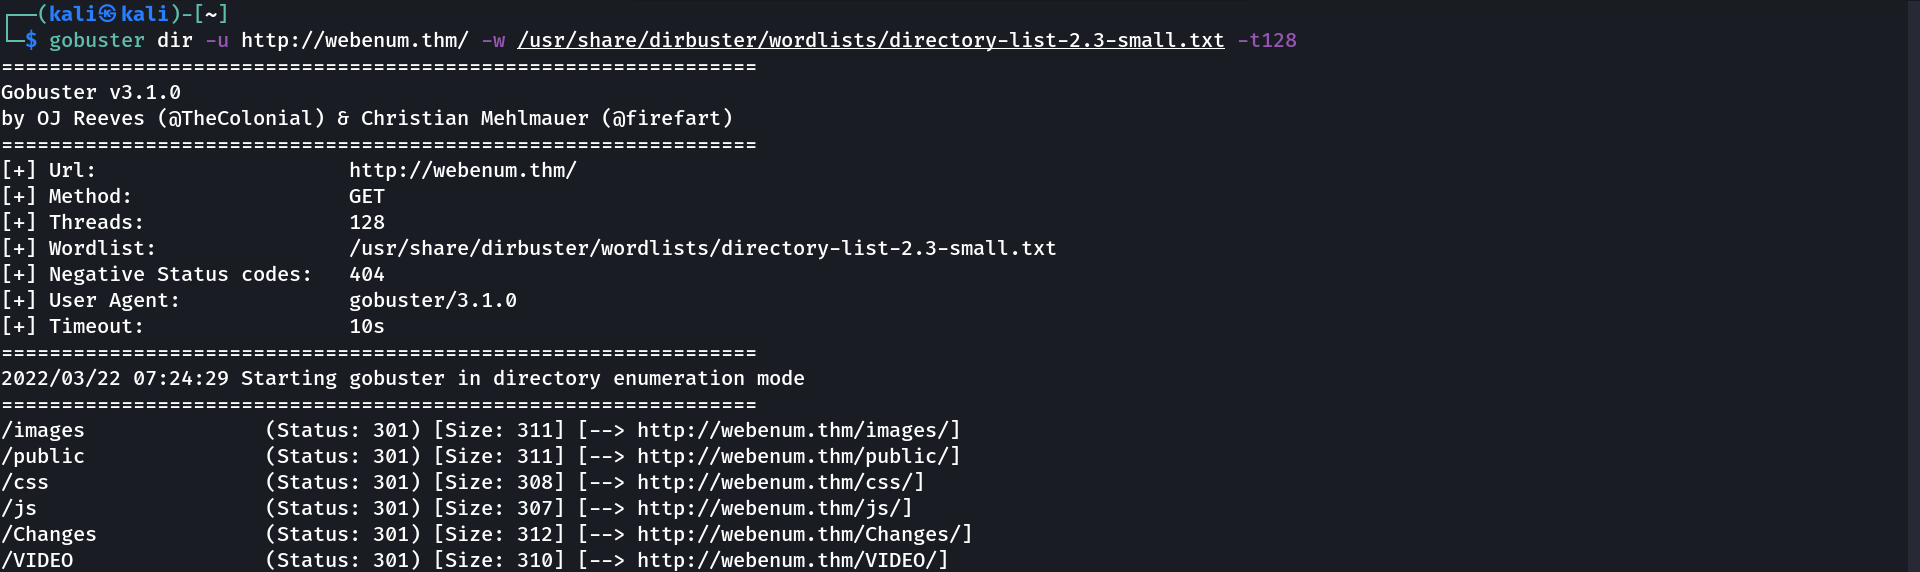 ┌──(kali㉿kali)-[~]
└─$ gobuster dir -u http://webenum.thm/ -w /usr/share/dirbuster/wordlists/directory-list-2.3-small.txt -t128
===============================================================
Gobuster v3.1.0
by OJ Reeves (@TheColonial) & Christian Mehlmauer (@firefart)
===============================================================
[+] Url:                     http://webenum.thm/
[+] Method:                  GET
[+] Threads:                 128
[+] Wordlist:                /usr/share/dirbuster/wordlists/directory-list-2.3-small.txt
[+] Negative Status codes:   404
[+] User Agent:              gobuster/3.1.0
[+] Timeout:                 10s
===============================================================
2022/03/22 07:24:29 Starting gobuster in directory enumeration mode
===============================================================
/images               (Status: 301) [Size: 311] [--> http://webenum.thm/images/]
/public               (Status: 301) [Size: 311] [--> http://webenum.thm/public/]
/css                  (Status: 301) [Size: 308] [--> http://webenum.thm/css/]
/js                   (Status: 301) [Size: 307] [--> http://webenum.thm/js/]
/Changes              (Status: 301) [Size: 312] [--> http://webenum.thm/Changes/]
/VIDEO                (Status: 301) [Size: 310] [--> http://webenum.thm/VIDEO/]